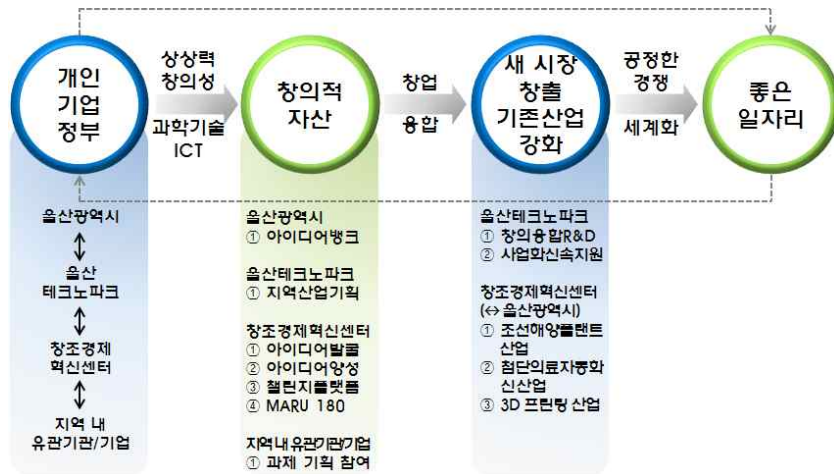 개인
기업
정부
상상력
창의성
과학기술
ICT
창의적
자산
창업
융합
새 시장
창출
기존산업
강화
공정한
경쟁
세계화
좋은
일자리
울산광역시
울산
테크노파크
창조경제
혁신센터
지역 내
유관기관/기업
울산광역시
① 아이디어뱅크
울산테크노파크
① 지역산업기획
창조경제혁신센터
① 아이디어발굴
② 아이디어양성
③ 챌린지플랫폼
④ MARU 180
지역내 유관기관/기업
① 과제 기획 참여
울산테크노파크
① 창의융합R&D
② 사업화신속지원
창조경제혁신센터
(↔ 울산광역시)
① 조선해양플랜트
산업
② 첨단의료자동화
신산업
③ 3D 프린팅 산업